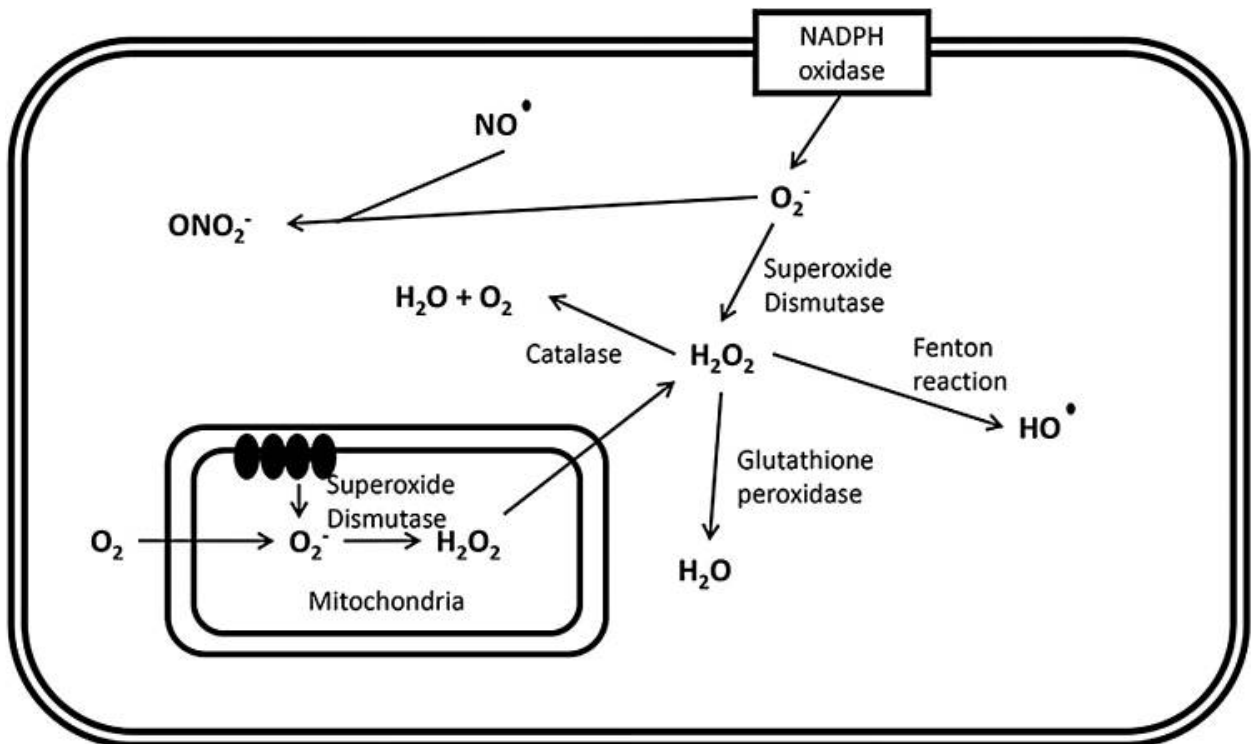 NADPH
oxidase
NO•
O₂⁻
ONO₂⁻
Superoxide
Dismutase
H₂O + O₂
Catalase
H₂O₂
Fenton
reaction
HO•
Glutathione
peroxidase
H₂O
Superoxide
Dismutase
O₂
O₂⁻
H₂O₂
Mitochondria